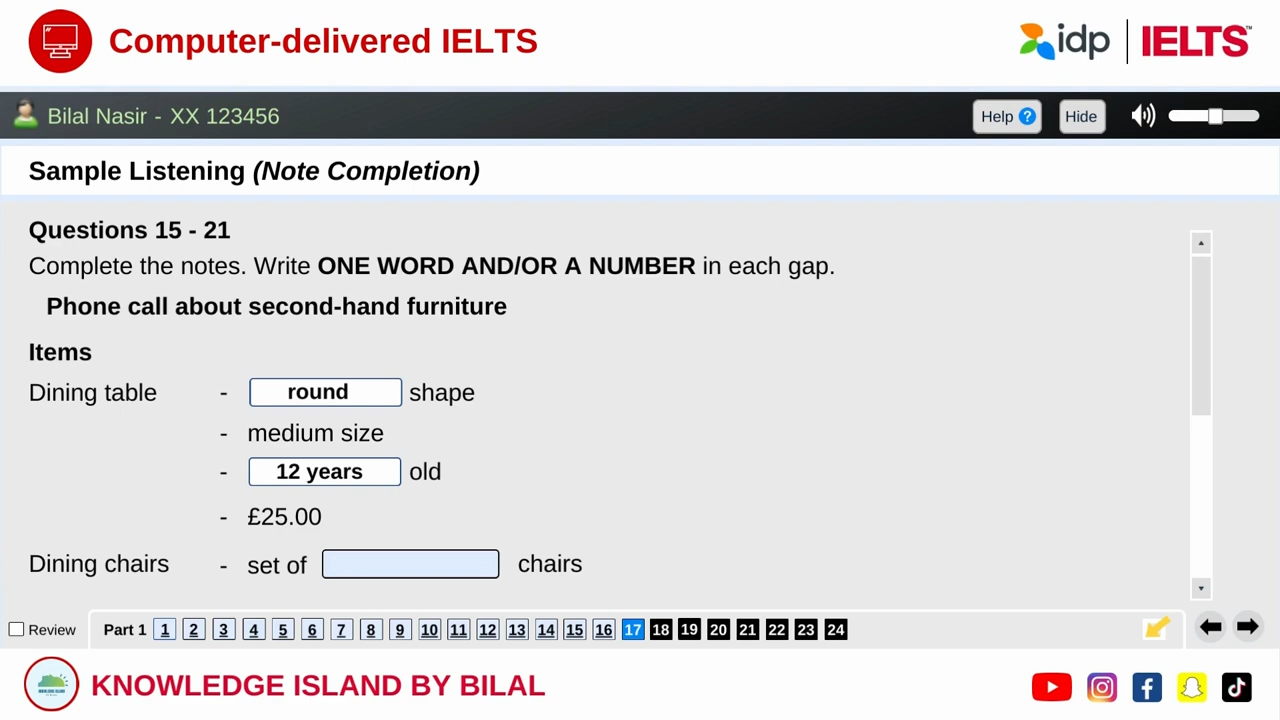 Computer-delivered IELTS
idp IELTS™
Bilal Nasir - XX 123456
Help ? Hide
Sample Listening (Note Completion)
Questions 15 - 21
Complete the notes. Write ONE WORD AND/OR A NUMBER in each gap.
Phone call about second-hand furniture
Items
Dining table - round shape
- medium size
- 12 years old
- £25.00
Dining chairs - set of chairs
Review Part 1 1 2 3 4 5 6 7 8 9 10 11 12 13 14 15 16 17 18 19 20 21 22 23 24
KNOWLEDGE ISLAND BY BILAL